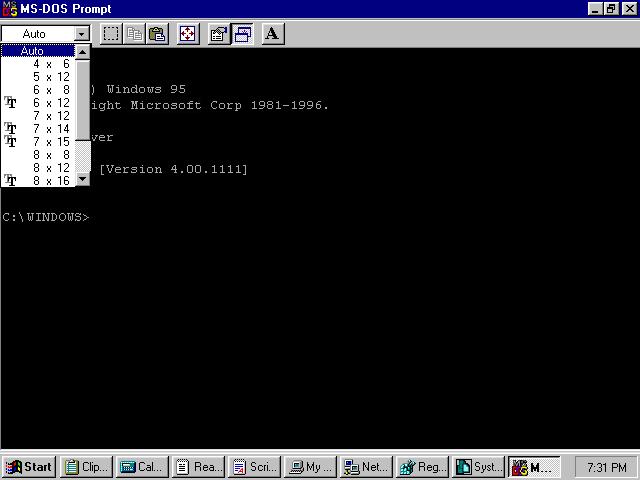 MS-DOS Prompt
Auto
Auto
4 x 6
5 x 12
6 x 8
6 x 12
7 x 12
7 x 14
7 x 15
8 x 8
8 x 12
8 x 16
A
) Windows 95
ight Microsoft Corp 1981-1996.
ver
[Version 4.00.1111]
C:\WINDOWS>
Start
Clip...
Cal...
Rea...
Scri...
My ...
Net...
Reg...
Syst...
M...
7:31 PM